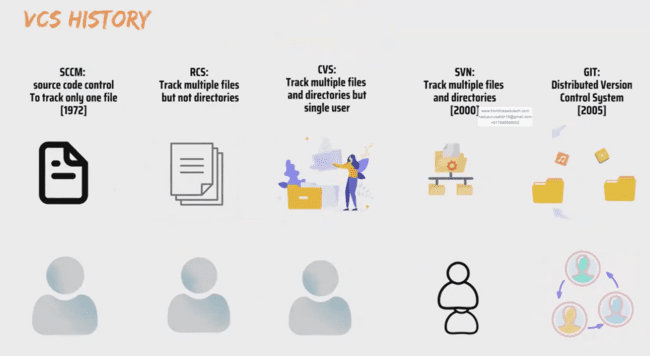 VCS HISTORY
SCCM:
source code control
To track only one file
[1972]
RCS:
Track multiple files
but not directories
CVS:
Track multiple files
and directories but
single user
SVN:
Track multiple files
and directories
[2000]
GIT:
Distributed Version
Control System
[2005]